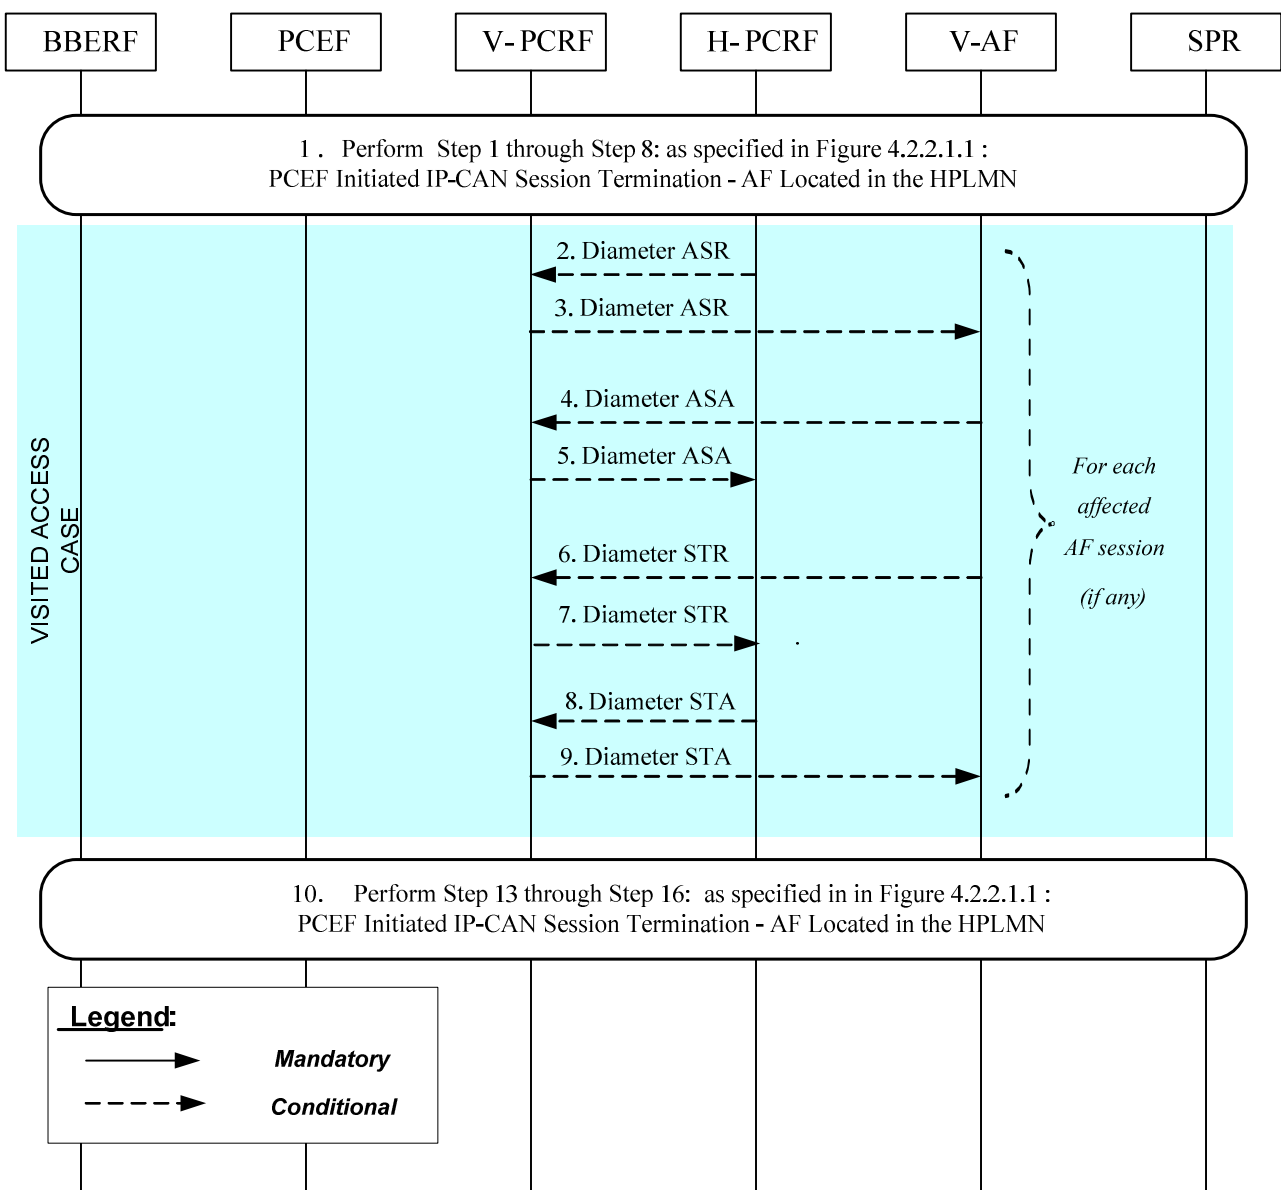 BBERF
PCEF
V-PCRF
H-PCRF
V-AF
SPR
1 . Perform Step 1 through Step 8: as specified in Figure 4.2.2.1.1 :
PCEF Initiated IP-CAN Session Termination - AF Located in the HPLMN
2. Diameter ASR
3. Diameter ASR
4. Diameter ASA
5. Diameter ASA
6. Diameter STR
7. Diameter STR
8. Diameter STA
9. Diameter STA
VISITED ACCESS
CASE
For each
affected
AF session
(if any)
10. Perform Step 13 through Step 16: as specified in in Figure 4.2.2.1.1 :
PCEF Initiated IP-CAN Session Termination - AF Located in the HPLMN
Legend:
Mandatory
Conditional